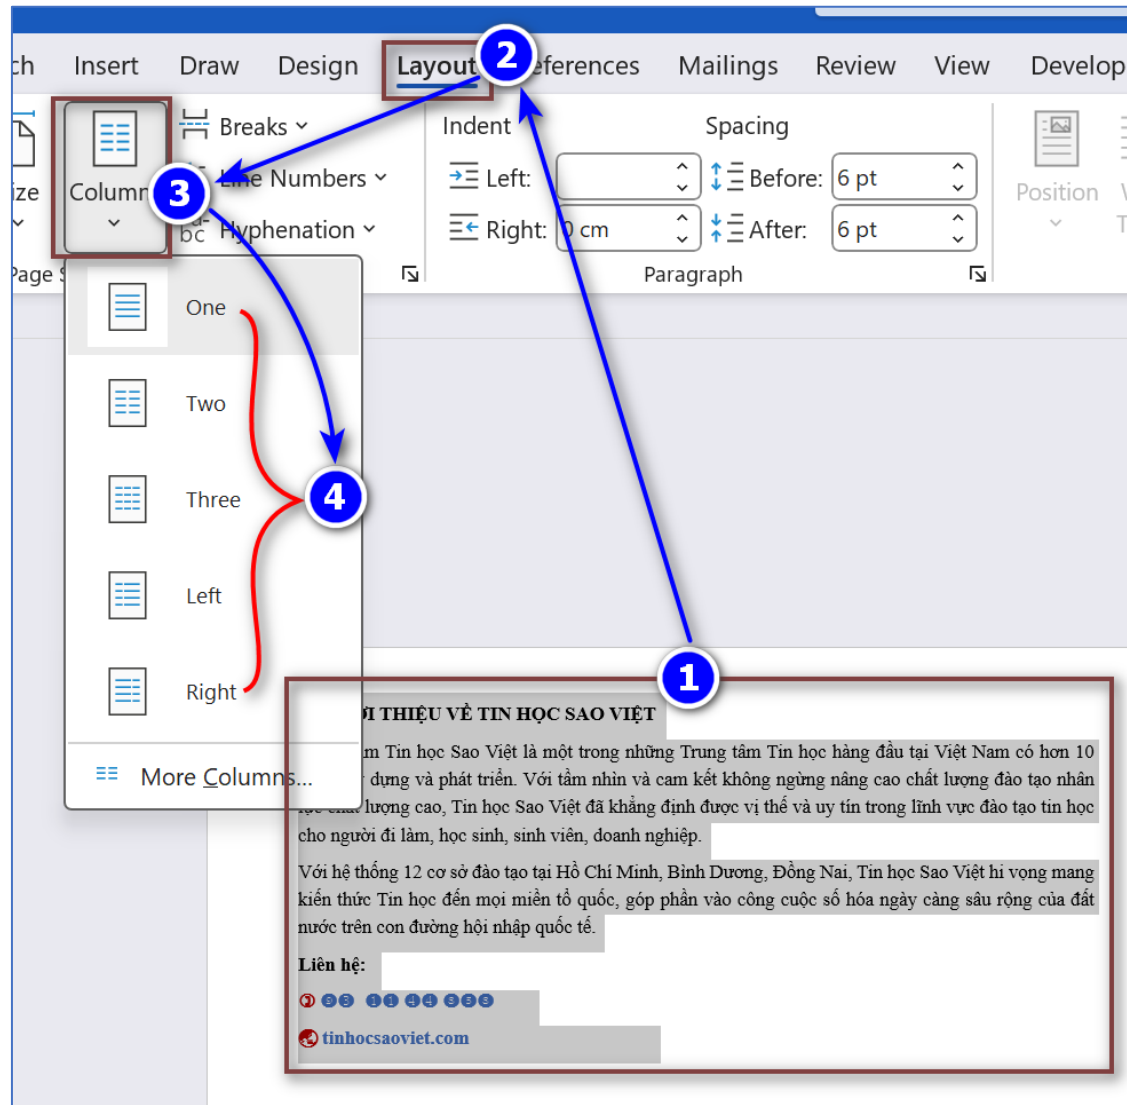 ch Insert Draw Design Layout eferences Mailings Review View Develop
Breaks
Indent Spacing
ize Column Line Numbers Left: Before: 6 pt Position
bc Hyphenation Right: 0 cm After: 6 pt
Page Paragraph
2
3
One
Two
4
Three
Left
Right
More Columns...
1
ỚI THIỆU VỀ TIN HỌC SAO VIỆT
m Tin học Sao Việt là một trong những Trung tâm Tin học hàng đầu tại Việt Nam có hơn 10
dựng và phát triển. Với tầm nhìn và cam kết không ngừng nâng cao chất lượng đào tạo nhân
lực chất lượng cao, Tin học Sao Việt đã khẳng định được vị thế và uy tín trong lĩnh vực đào tạo tin học
cho người đi làm, học sinh, sinh viên, doanh nghiệp.
Với hệ thống 12 cơ sở đào tạo tại Hồ Chí Minh, Bình Dương, Đồng Nai, Tin học Sao Việt hi vọng mang
kiến thức Tin học đến mọi miền tổ quốc, góp phần vào công cuộc số hóa ngày càng sâu rộng của đất
nước trên con đường hội nhập quốc tế.
Liên hệ:
tinhocsaoviet.com